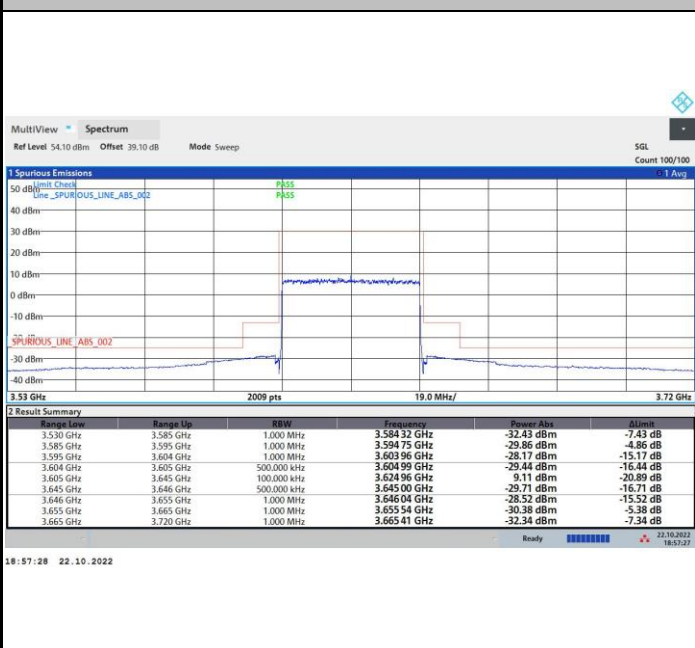 MultiView Spectrum
Ref Level 54.10 dBm Offset 39.10 dB Mode Sweep SGL
Count 100/100
1 Spurious Emissions 1 Avg
50 dBm Limit Check PASS
Line _SPURIOUS_LINE_ABS_002 PASS
40 dBm
30 dBm
20 dBm
10 dBm
0 dBm
-10 dBm
SPURIOUS_LINE_ABS_002
-30 dBm
-40 dBm
3.53 GHz 2009 pts 19.0 MHz/ 3.72 GHz
2 Result Summary
Range Low Range Up RBW Frequency Power Abs ΔLimit
3.530 GHz 3.585 GHz 1.000 MHz 3.584 32 GHz -32.43 dBm -7.43 dB
3.585 GHz 3.595 GHz 1.000 MHz 3.594 75 GHz -29.86 dBm -4.86 dB
3.595 GHz 3.604 GHz 1.000 MHz 3.603 96 GHz -28.17 dBm -15.17 dB
3.604 GHz 3.605 GHz 500.000 kHz 3.604 99 GHz -29.44 dBm -16.44 dB
3.605 GHz 3.645 GHz 100.000 kHz 3.624 96 GHz 9.11 dBm -20.89 dB
3.645 GHz 3.646 GHz 500.000 kHz 3.645 00 GHz -29.71 dBm -16.71 dB
3.646 GHz 3.655 GHz 1.000 MHz 3.646 04 GHz -28.52 dBm -15.52 dB
3.655 GHz 3.665 GHz 1.000 MHz 3.655 54 GHz -30.38 dBm -5.38 dB
3.665 GHz 3.720 GHz 1.000 MHz 3.665 41 GHz -32.34 dBm -7.34 dB
Ready 22.10.2022
18:57:27
18:57:28 22.10.2022